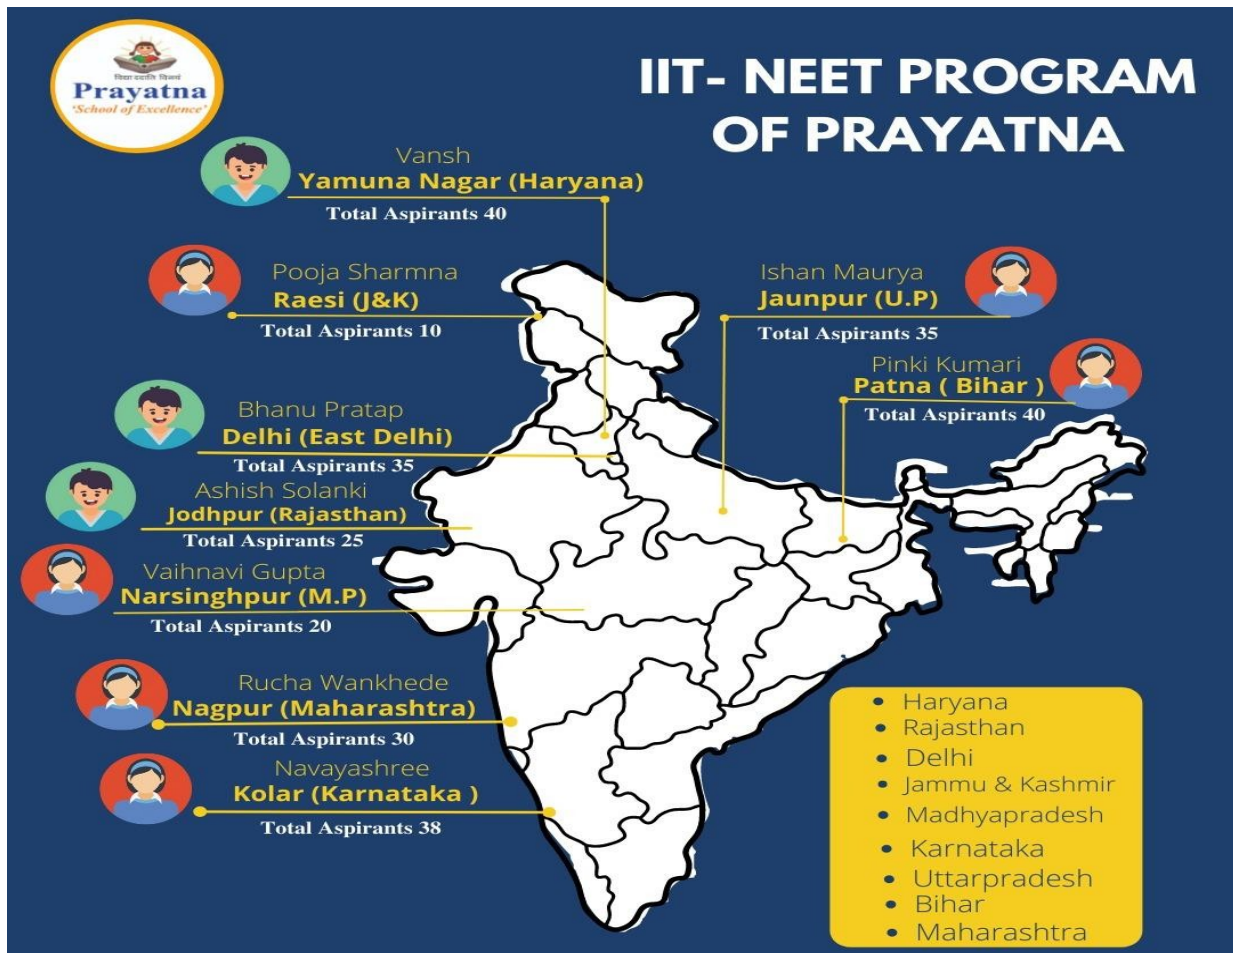 विद्या ददाति विनयं
Prayatna
'School of Excellence'
IIT- NEET PROGRAM
OF PRAYATNA
Vansh
Yamuna Nagar (Haryana)
Total Aspirants 40
Pooja Sharmna
Raesi (J&K)
Total Aspirants 10
Ishan Maurya
Jaunpur (U.P)
Total Aspirants 35
Pinki Kumari
Patna ( Bihar )
Total Aspirants 40
Bhanu Pratap
Delhi (East Delhi)
Total Aspirants 35
Ashish Solanki
Jodhpur (Rajasthan)
Total Aspirants 25
Vaihnavi Gupta
Narsinghpur (M.P)
Total Aspirants 20
Rucha Wankhede
Nagpur (Maharashtra)
Total Aspirants 30
Navayashree
Kolar (Karnataka )
Total Aspirants 38
• Haryana
• Rajasthan
• Delhi
• Jammu & Kashmir
• Madhyapradesh
• Karnataka
• Uttarpradesh
• Bihar
• Maharashtra